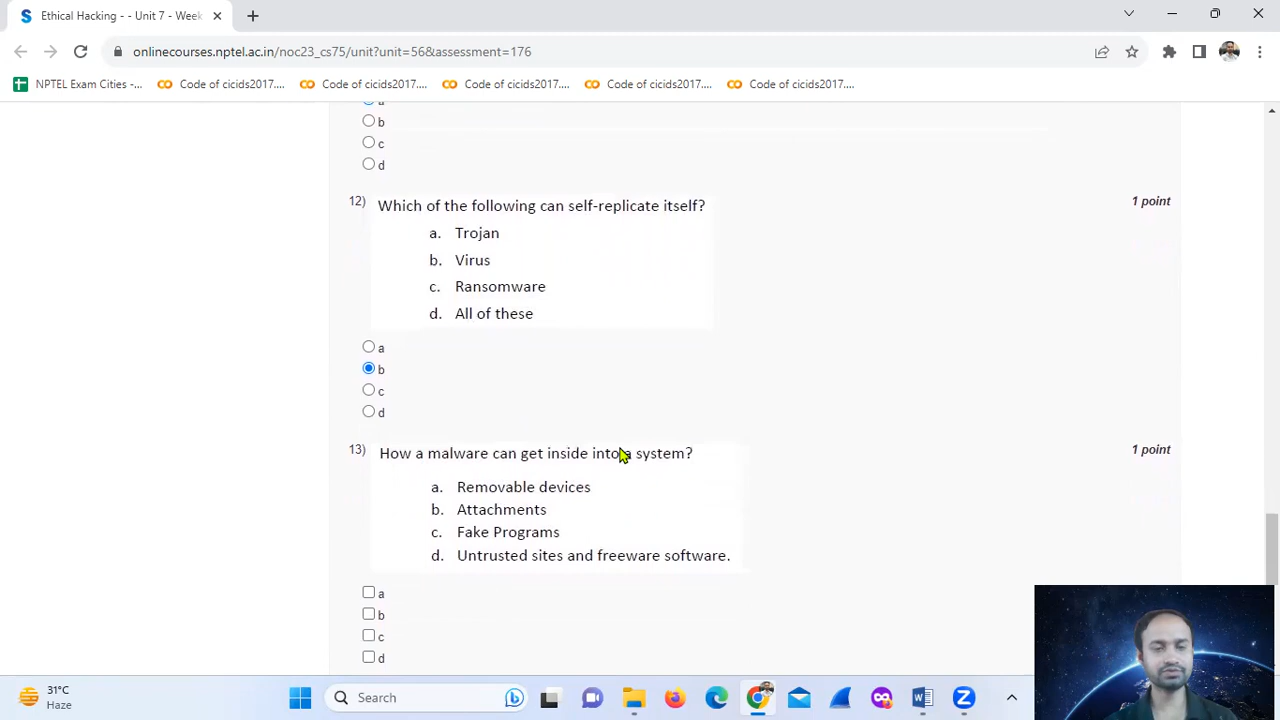 Ethical Hacking - - Unit 7 - Week
onlinecourses.nptel.ac.in/noc23_cs75/unit?unit=56&assessment=176
NPTEL Exam Cities -...
Code of cicids2017....
Code of cicids2017....
Code of cicids2017....
Code of cicids2017....
Code of cicids2017....
b
c
d
12) Which of the following can self-replicate itself? 1 point
a. Trojan
b. Virus
c. Ransomware
d. All of these
a
b
c
d
13) How a malware can get inside into a system? 1 point
a. Removable devices
b. Attachments
c. Fake Programs
d. Untrusted sites and freeware software.
a
b
c
d
31°C
Haze
Search